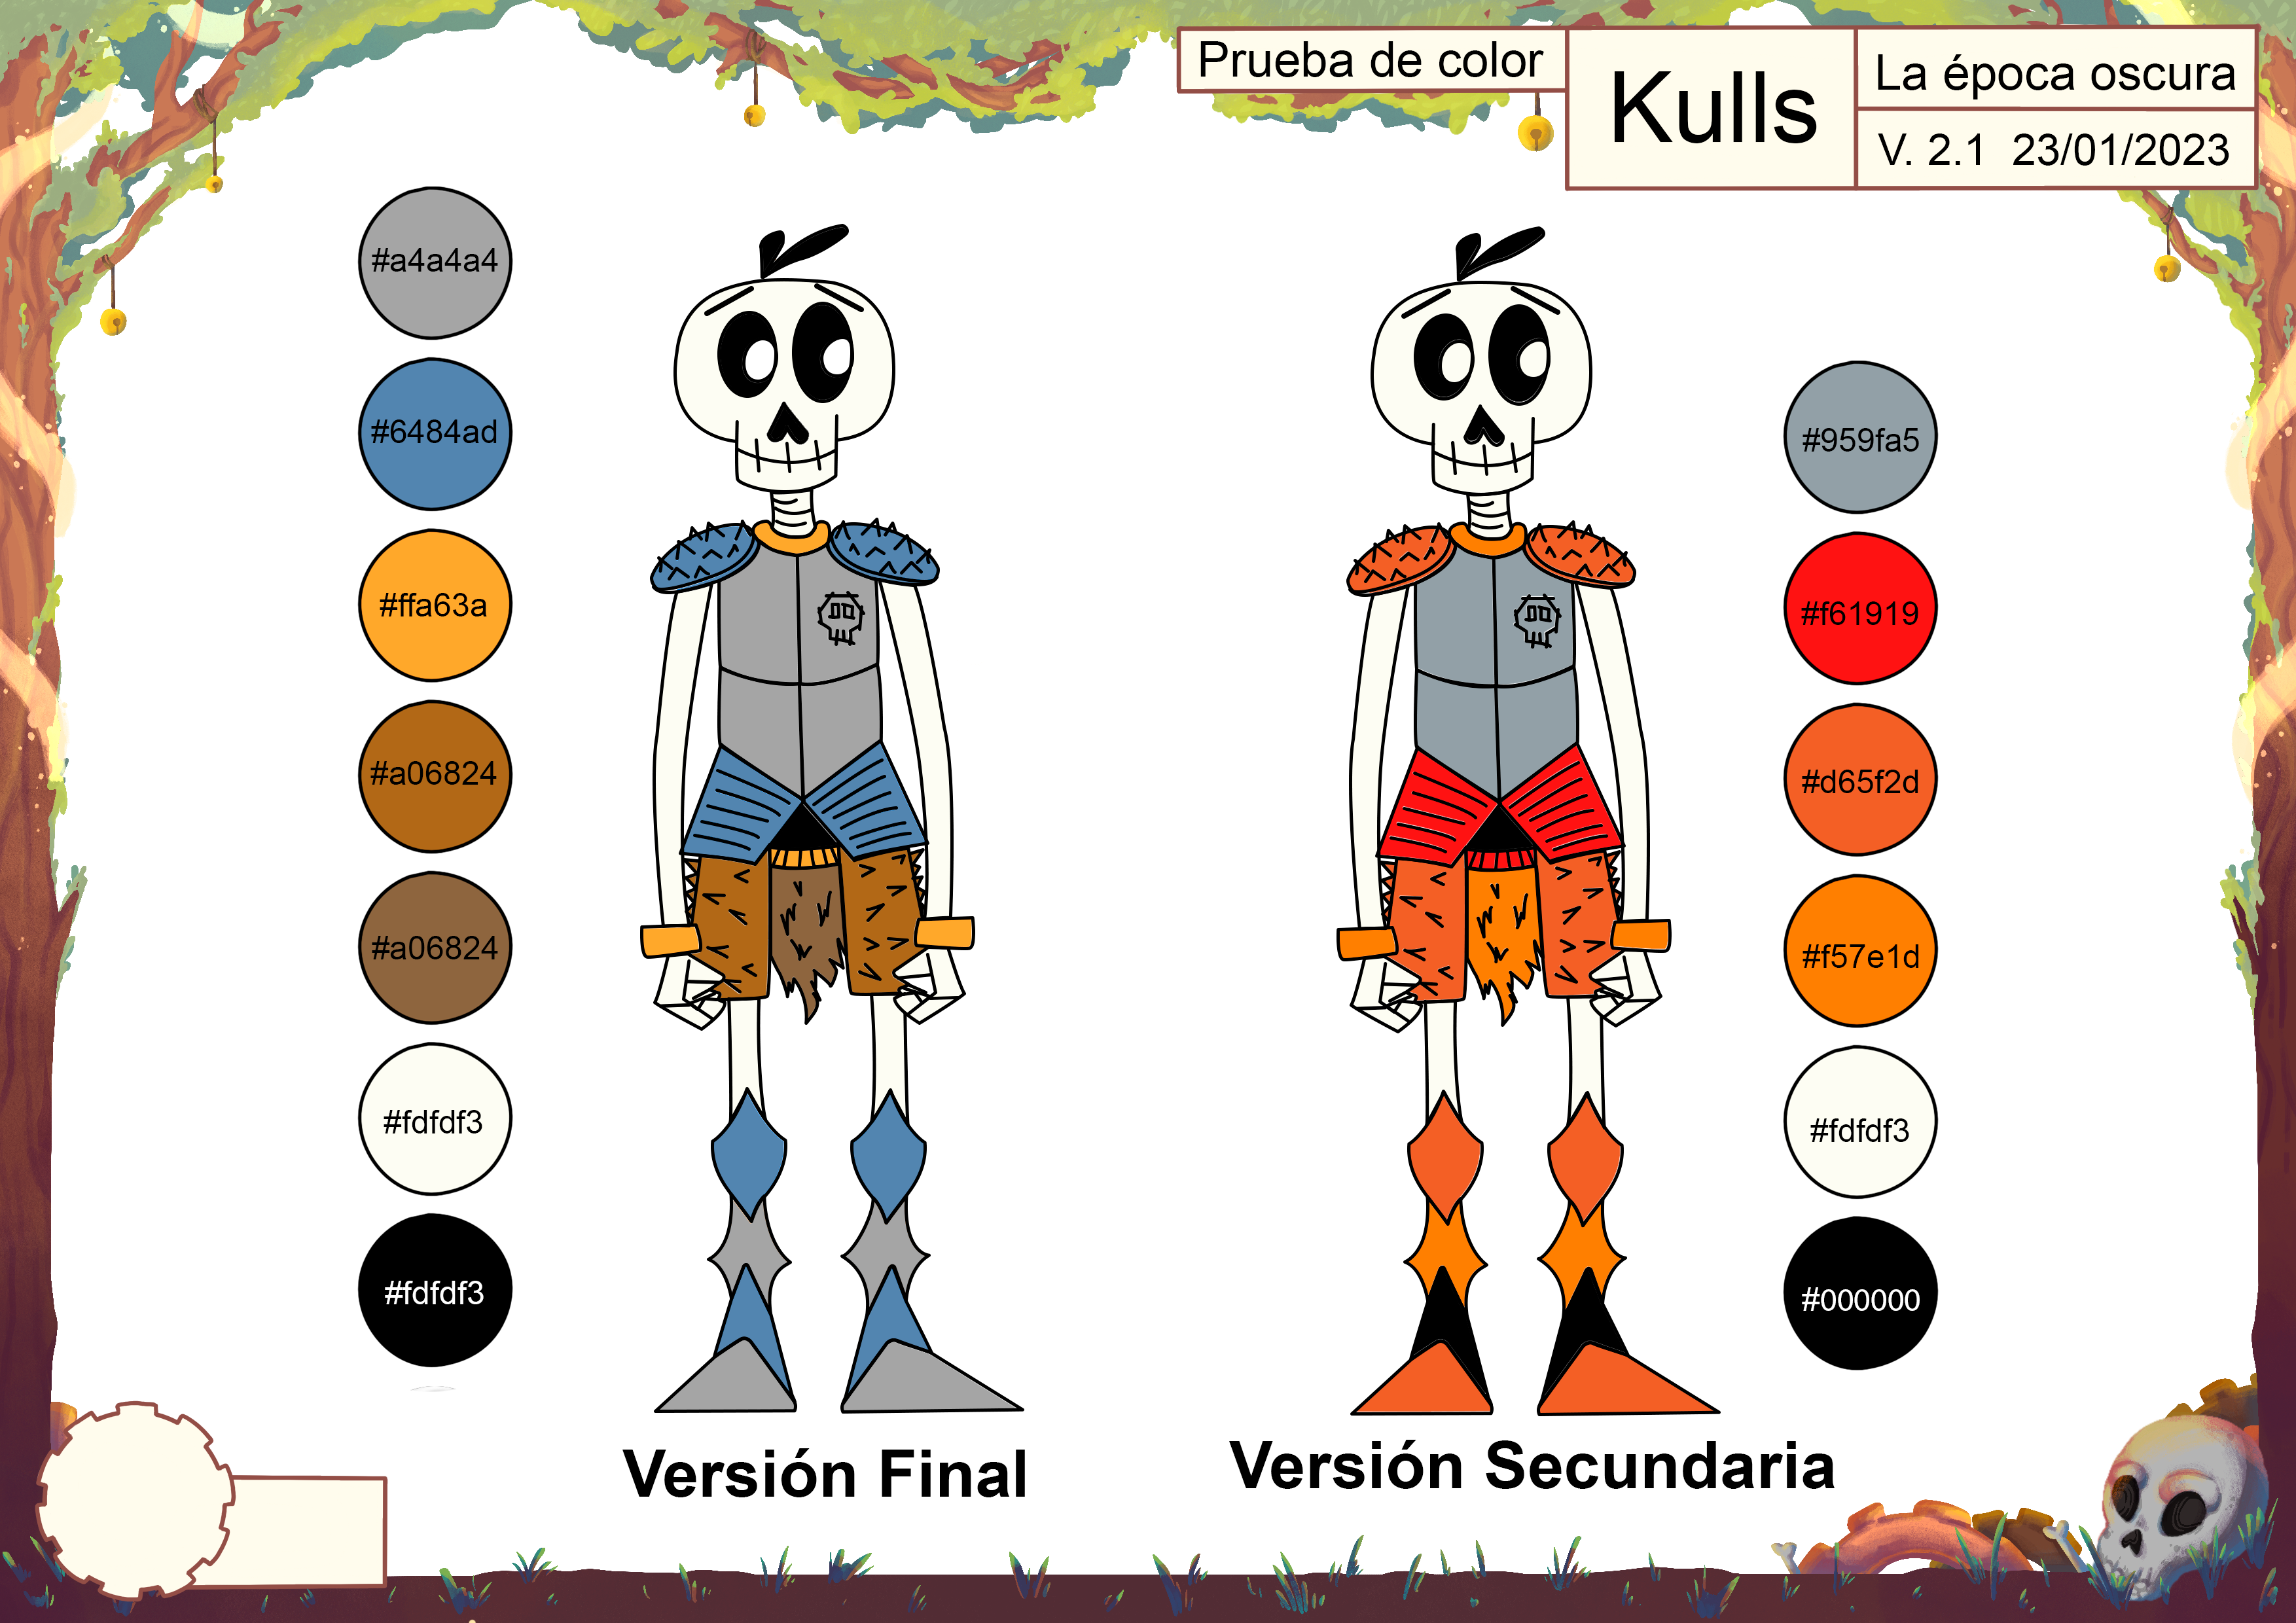 Prueba de color
Kulls
La época oscura
V. 2.1 23/01/2023
#a4a4a4
#6484ad
#ffa63a
#a06824
#a06824
#fdfdf3
#fdfdf3
#959fa5
#f61919
#d65f2d
#f57e1d
#fdfdf3
#000000
Versión Final
Versión Secundaria